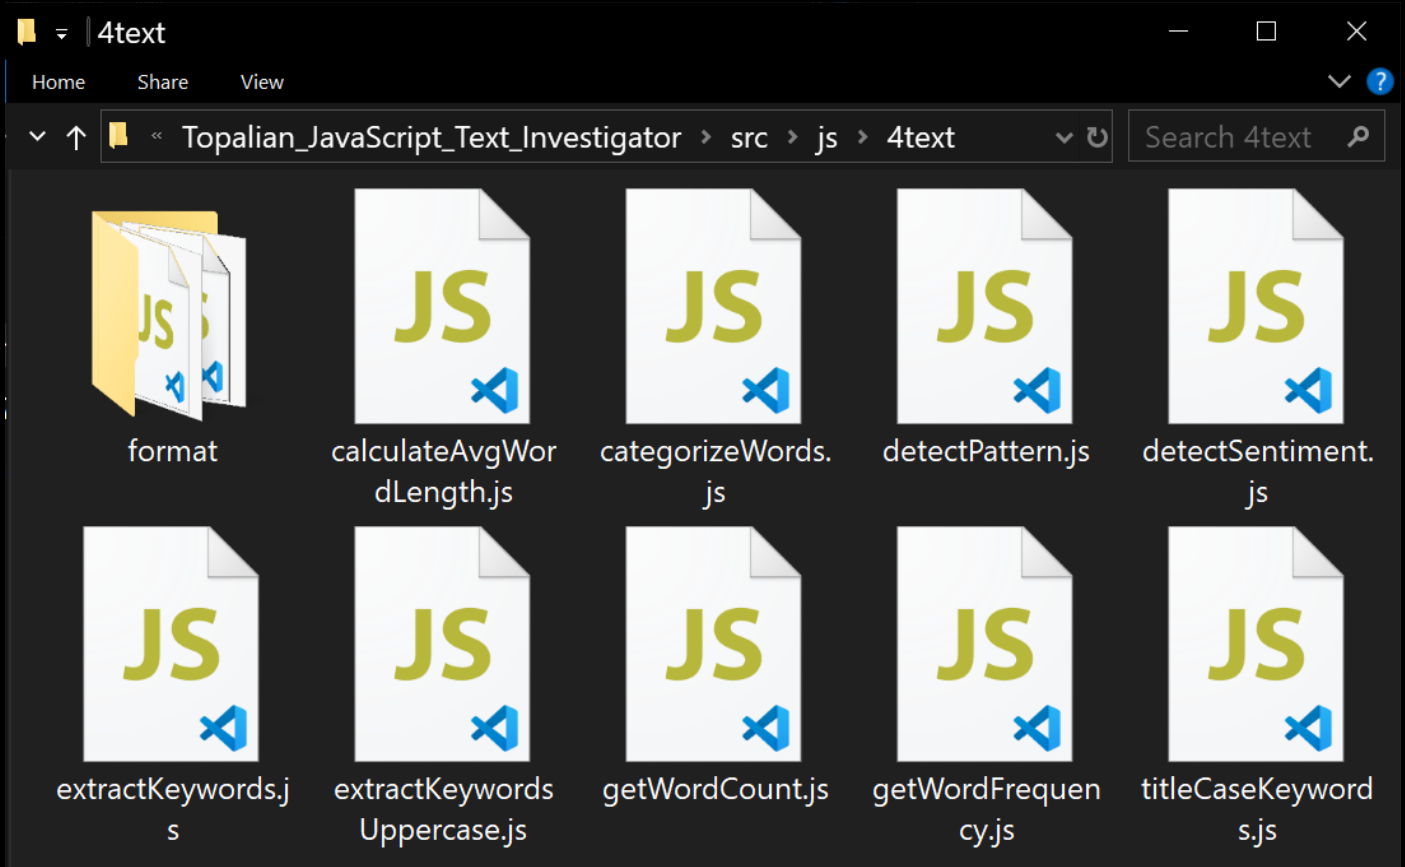 4text
Home Share View
?
« Topalian_JavaScript_Text_Investigator › src › js › 4text
Search 4text
JS
JS JS JS JS
format
calculateAvgWor
dLength.js
categorizeWords.
js
detectPattern.js
detectSentiment.
js
JS JS JS JS JS
extractKeywords.j
s
extractKeywords
Uppercase.js
getWordCount.js
getWordFrequen
cy.js
titleCaseKeyword
s.js